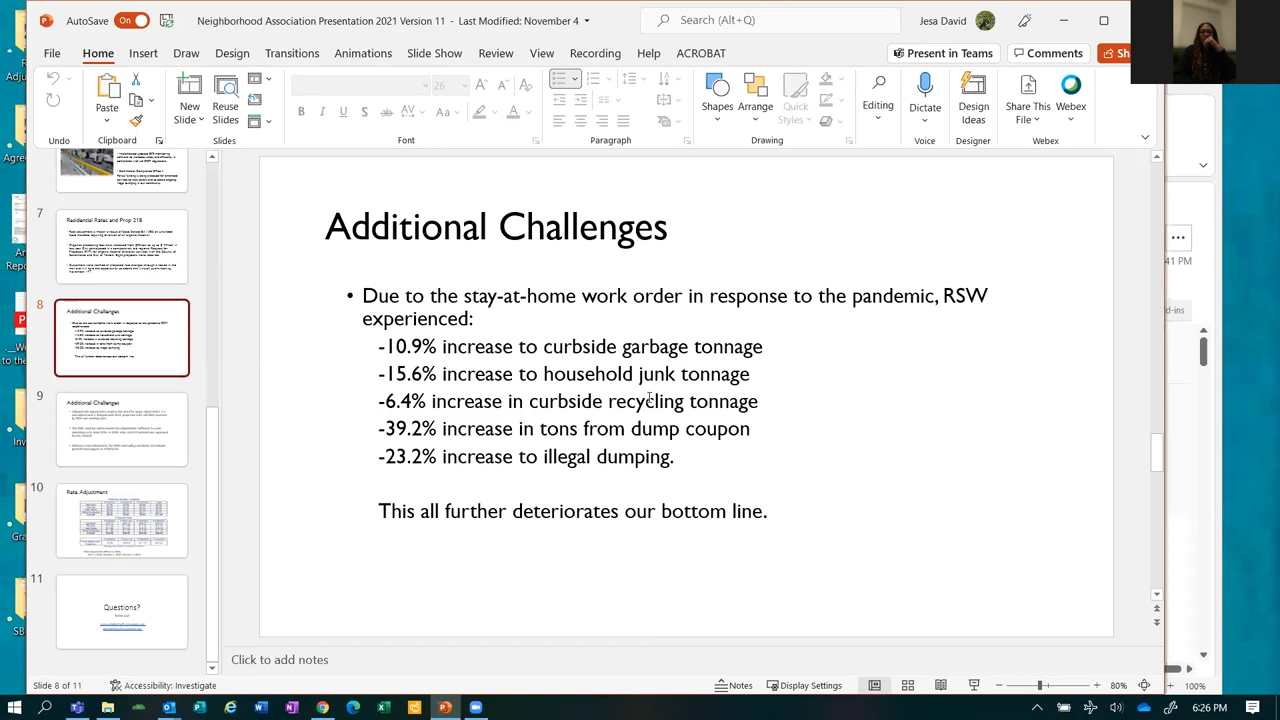 AutoSave On
Neighborhood Association Presentation 2021 Version 11 - Last Modified: November 4
Search (Alt+Q)
Jesa David
File Home Insert Draw Design Slide Show Transitions Animations Review View Recording Help ACROBAT
Present in Teams
Comments
Sha
Paste
New Slide
Reuse Slides
26
Shapes
Arrange
Quick Styles
Editing
Dictate
Design Ideas
Share This File
Webex
Undo
Clipboard
Slides
Font
Paragraph
Drawing
Voice
Designer
Webex
7
Residential Rates and Prop 218
8
Additional Challenges
9
Additional Challenges
10
Rate Adjustment
11
Questions?
Additional Challenges
• Due to the stay-at-home work order in response to the pandemic, RSW
experienced:
-10.9% increase to curbside garbage tonnage
-15.6% increase to household junk tonnage
-6.4% increase in curbside recycling tonnage
-39.2% increase in tons from dump coupon
-23.2% increase to illegal dumping.
This all further deteriorates our bottom line.
41 PM
d-ins
Click to add notes
Slide 8 of 11
Accessibility: Investigate
Notes
Display Settings
80%
100%
6:26 PM